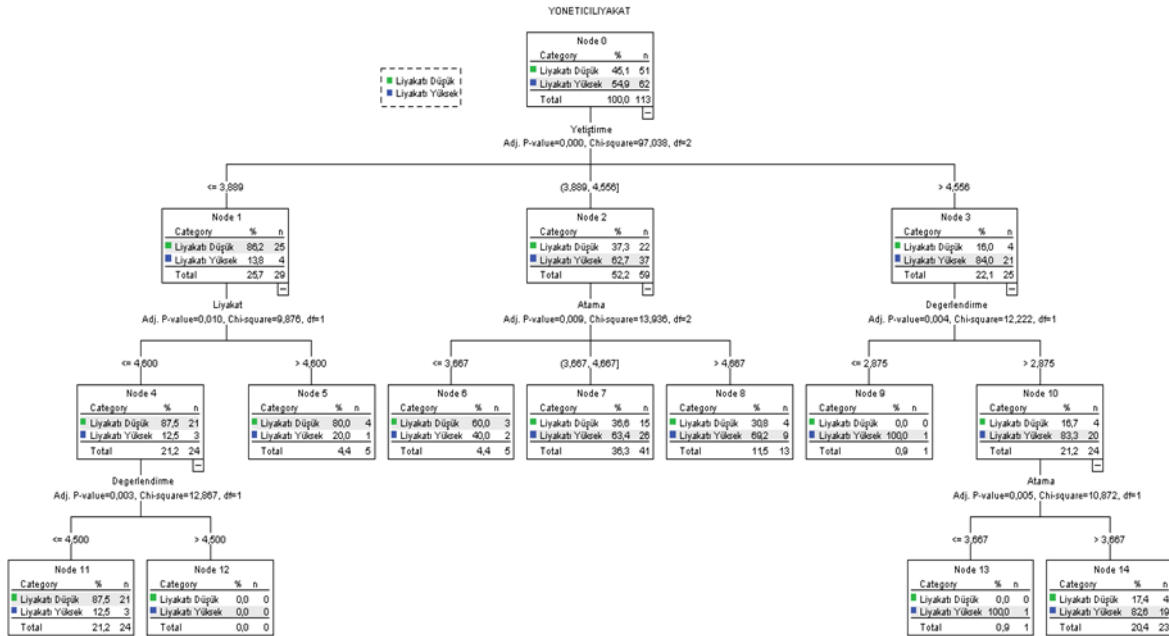 YONETICILIYAKAT
Node 0
Category % n
Liyakatı Düşük 45,1 51
Liyakatı Yüksek 54,9 62
Total 100,0 113
Liyakatı Düşük
Liyakatı Yüksek
Yetiştirme
Adj. P-value=0,000, Chi-square=97,038, df=2
<= 3,889
(3,889, 4,556]
> 4,556
Node 1
Category % n
Liyakatı Düşük 86,2 25
Liyakatı Yüksek 13,8 4
Total 25,7 29
Node 2
Category % n
Liyakatı Düşük 37,3 22
Liyakatı Yüksek 62,7 37
Total 52,2 59
Node 3
Category % n
Liyakatı Düşük 16,0 4
Liyakatı Yüksek 84,0 21
Total 22,1 25
Liyakat
Adj. P-value=0,010, Chi-square=9,876, df=1
Atama
Adj. P-value=0,009, Chi-square=13,936, df=2
Degerlendirme
Adj. P-value=0,004, Chi-square=12,222, df=1
<= 4,600
> 4,600
<= 3,667
(3,667, 4,667]
> 4,667
<= 2,875
> 2,875
Node 4
Category % n
Liyakatı Düşük 87,5 21
Liyakatı Yüksek 12,5 3
Total 21,2 24
Node 5
Category % n
Liyakatı Düşük 80,0 4
Liyakatı Yüksek 20,0 1
Total 4,4 5
Node 6
Category % n
Liyakatı Düşük 60,0 3
Liyakatı Yüksek 40,0 2
Total 4,4 5
Node 7
Category % n
Liyakatı Düşük 36,6 15
Liyakatı Yüksek 63,4 26
Total 36,3 41
Node 8
Category % n
Liyakatı Düşük 30,8 4
Liyakatı Yüksek 69,2 9
Total 11,5 13
Node 9
Category % n
Liyakatı Düşük 0,0 0
Liyakatı Yüksek 100,0 1
Total 0,9 1
Node 10
Category % n
Liyakatı Düşük 16,7 4
Liyakatı Yüksek 83,3 20
Total 21,2 24
Degerlendirme
Adj. P-value=0,003, Chi-square=12,867, df=1
Atama
Adj. P-value=0,005, Chi-square=10,872, df=1
<= 4,500
> 4,500
<= 3,667
> 3,667
Node 11
Category % n
Liyakatı Düşük 87,5 21
Liyakatı Yüksek 12,5 3
Total 21,2 24
Node 12
Category % n
Liyakatı Düşük 0,0 0
Liyakatı Yüksek 0,0 0
Total 0,0 0
Node 13
Category % n
Liyakatı Düşük 0,0 0
Liyakatı Yüksek 100,0 1
Total 0,9 1
Node 14
Category % n
Liyakatı Düşük 17,4 4
Liyakatı Yüksek 82,6 19
Total 20,4 23